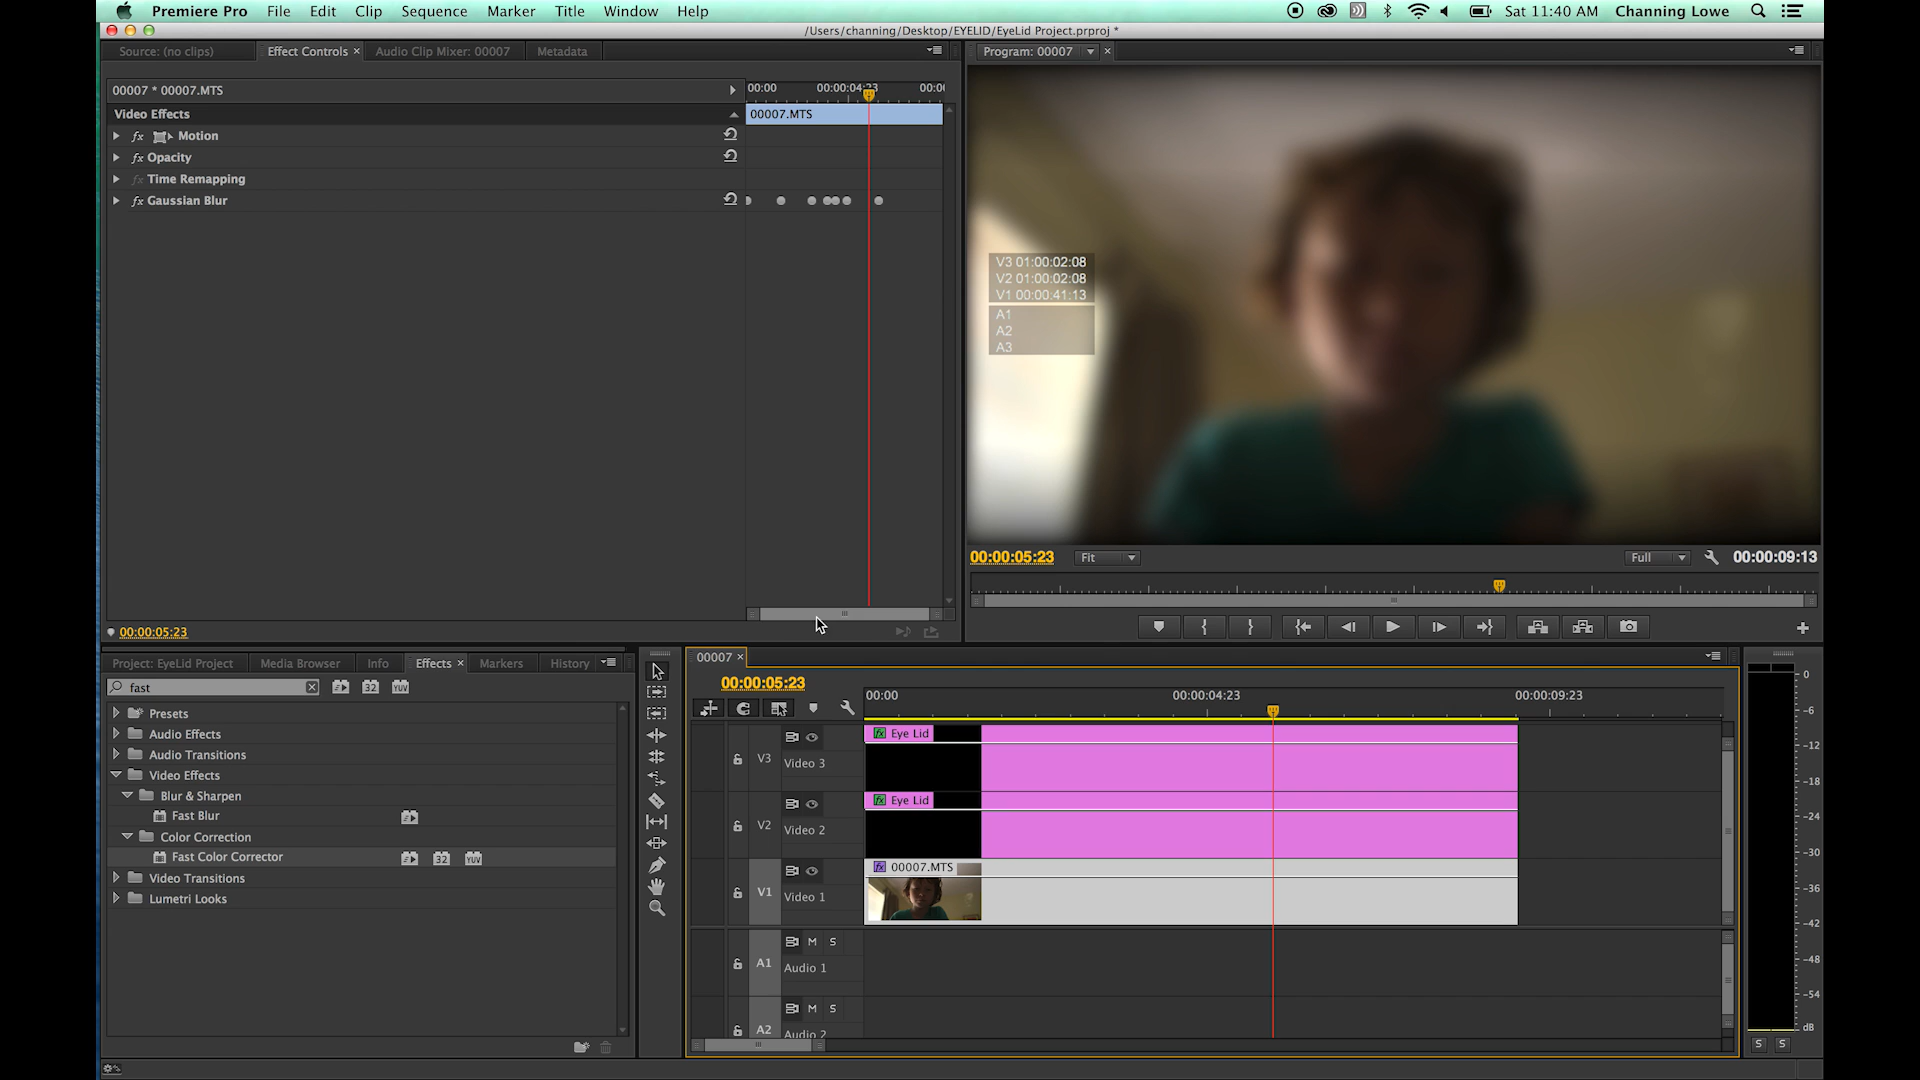 Premiere Pro File Edit Clip Sequence Marker Title Window Help Sat 11:40 AM Channing Lowe
/Users/channing/Desktop/EYELID/EyeLid Project.prproj *
Source: (no clips) Effect Controls × Audio Clip Mixer: 00007 Metadata
Program: 00007 ×
00007 * 00007.MTS
00:00 00:00:04:23
Video Effects
00007.MTS
fx Motion
fx Opacity
fx Time Remapping
fx Gaussian Blur
V3 01:00:02:08
V2 01:00:02:08
V1 00:00:41:13
A1
A2
A3
00:00:05:23 Fit Full 00:00:09:13
00:00:05:23
Project: EyeLid Project Media Browser Info Effects × Markers History
fast 32 YUV
Presets
Audio Effects
Audio Transitions
Video Effects
Blur & Sharpen
Fast Blur
Color Correction
Fast Color Corrector 32 YUV
Video Transitions
Lumetri Looks
00007 ×
00:00:05:23
00:00 00:00:04:23 00:00:09:23
fx Eye Lid
V3 Video 3
fx Eye Lid
V2 Video 2
fx 00007.MTS
V1 Video 1
M S
A1 Audio 1
M S
A2 Audio 2
0
-6
-12
-18
-24
-30
-36
-42
-48
-54
dB
S S